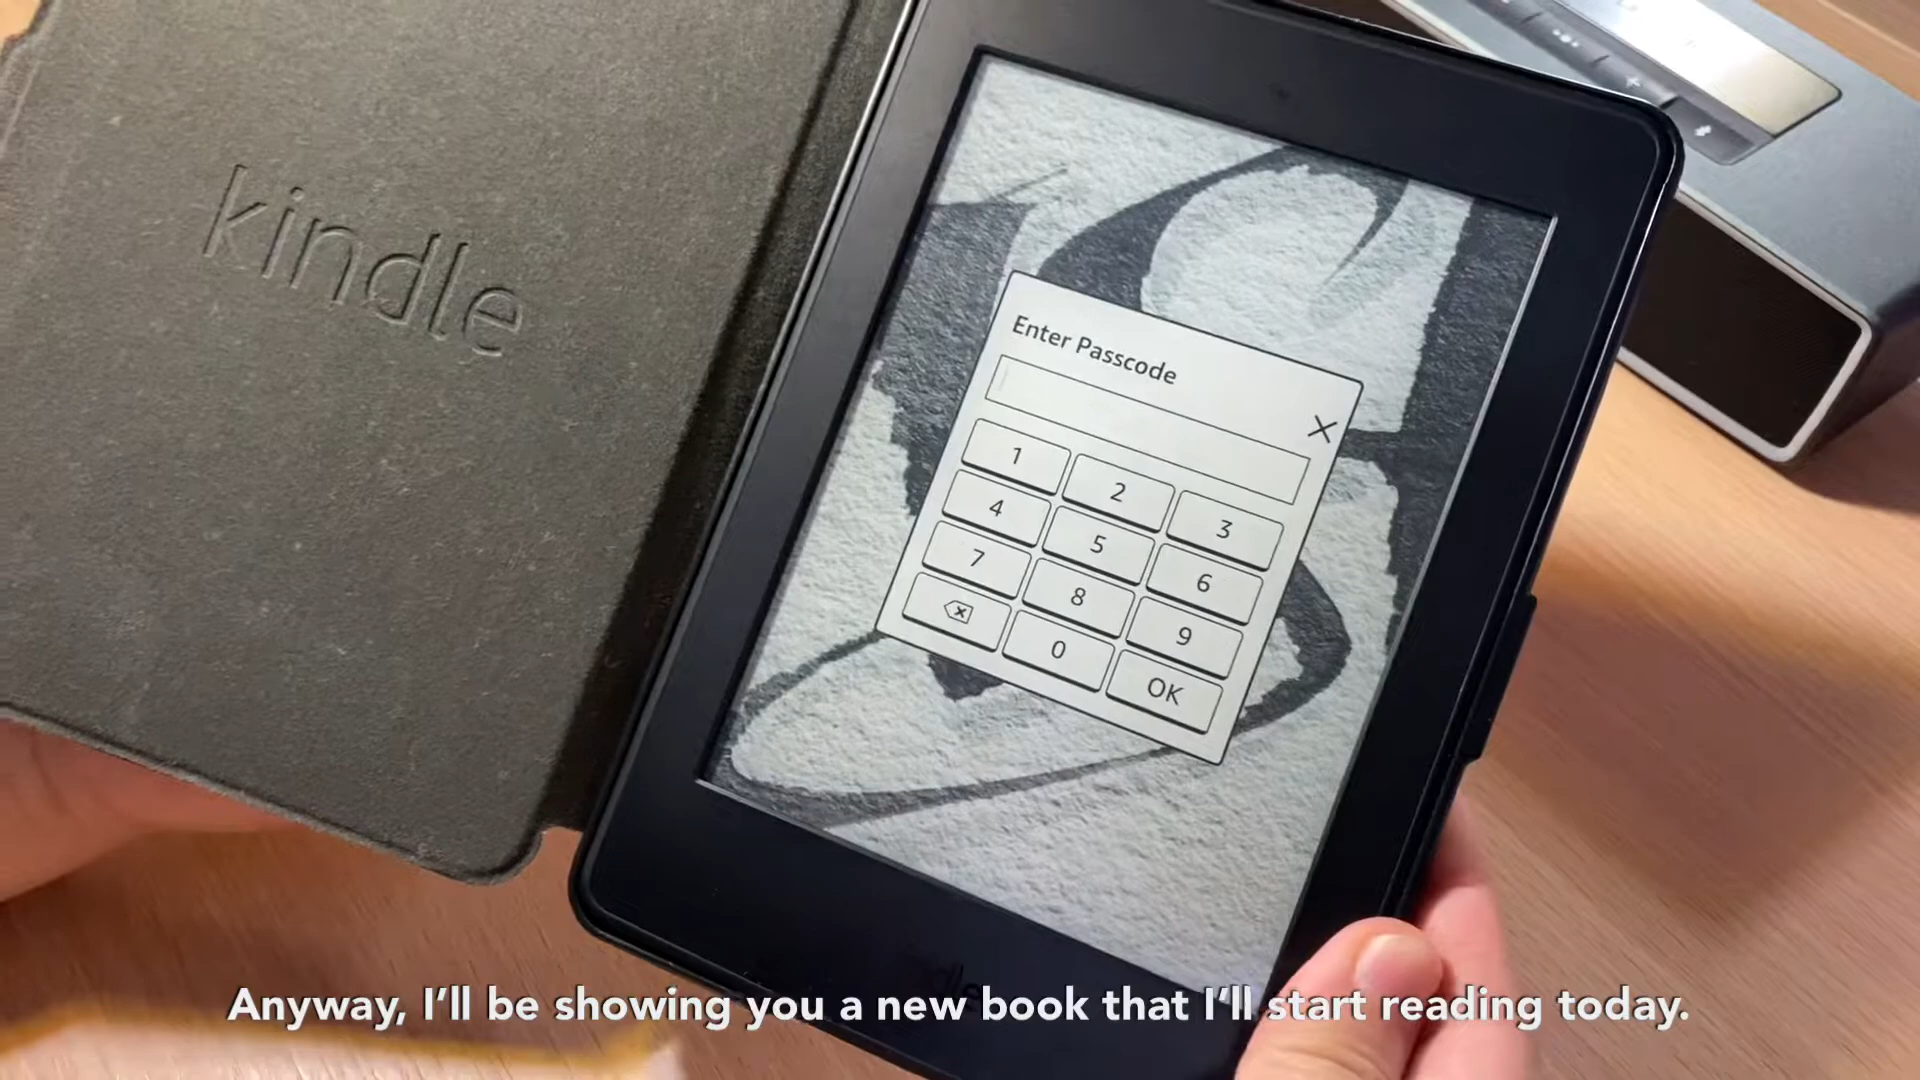 kindle
Enter Passcode
1 2 3
4 5 6
7 8 9
0 OK
Anyway, I’ll be showing you a new book that I’ll start reading today.